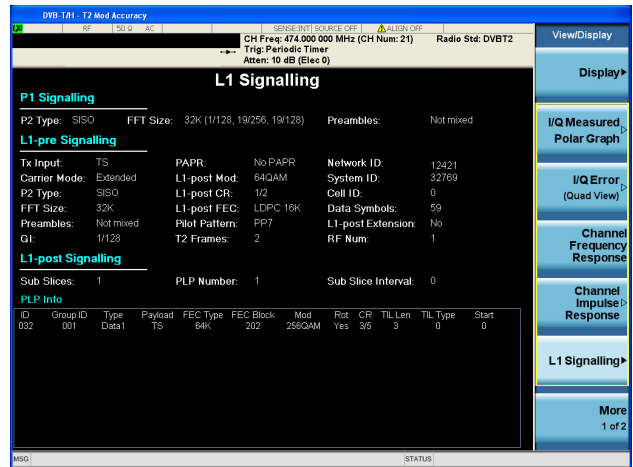 DVB-T/H - T2 Mod Accuracy
RF 50 Ω AC SENSE:INT SOURCE OFF ALIGN OFF
CH Freq: 474.000 000 MHz (CH Num: 21) Radio Std: DVBT2
Trig: Periodic Timer
Atten: 10 dB (Elec 0)
L1 Signalling
P1 Signalling
P2 Type: SISO FFT Size: 32K (1/128, 19/256, 19/128) Preambles: Not mixed
L1-pre Signalling
Tx Input: TS PAPR: No PAPR Network ID: 12421
Carrier Mode: Extended L1-post Mod: 64QAM System ID: 32769
P2 Type: SISO L1-post CR: 1/2 Cell ID: 0
FFT Size: 32K L1-post FEC: LDPC 16K Data Symbols: 59
Preambles: Not mixed Pilot Pattern: PP7 L1-post Extension: No
GI: 1/128 T2 Frames: 2 RF Num: 1
L1-post Signalling
Sub Slices: 1 PLP Number: 1 Sub Slice Interval: 0
PLP Info
ID Group ID Type Payload FEC Type FEC Block Mod Rot CR TIL Len TIL Type Start
032 001 Data1 TS 64K 202 256QAM Yes 3/5 3 0 0
MSG STATUS
View/Display
Display
I/Q Measured
Polar Graph
I/Q Error
(Quad View)
Channel
Frequency
Response
Channel
Impulse
Response
L1 Signalling
More
1 of 2